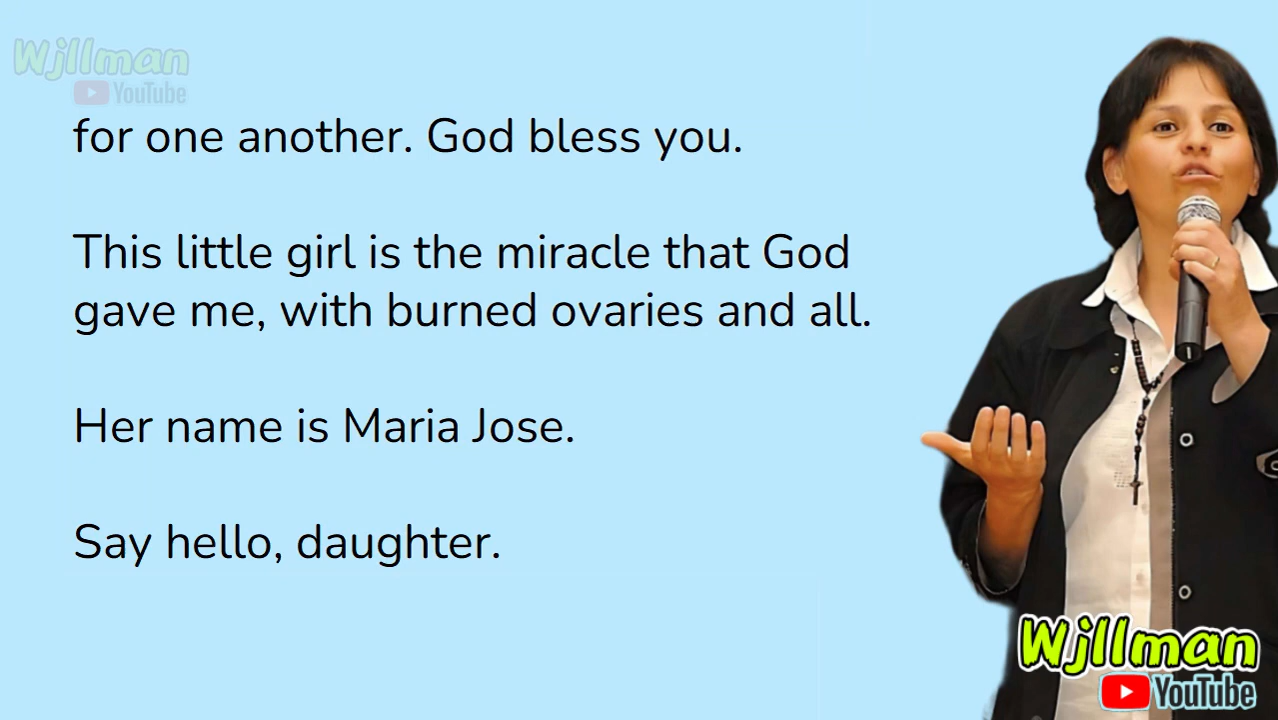 Wjllman
YouTube
for one another. God bless you.
This little girl is the miracle that God
gave me, with burned ovaries and all.
Her name is Maria Jose.
Say hello, daughter.
Wjllman
YouTube